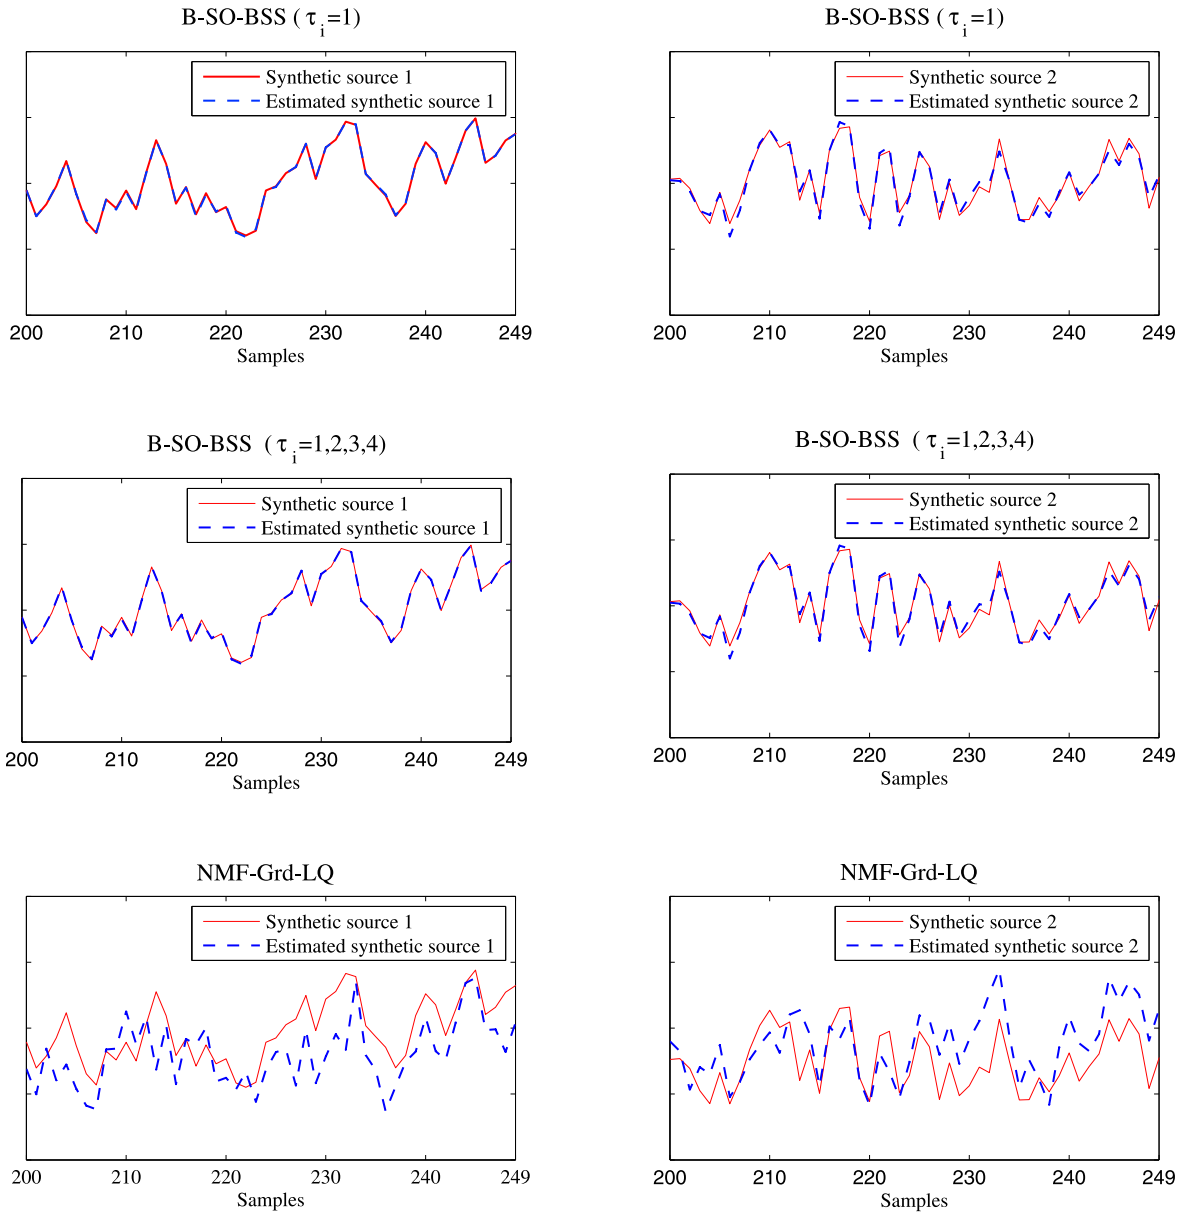 B-SO-BSS ( τi=1)
Synthetic source 1
Estimated synthetic source 1
200 210 220 230 240 249
Samples
B-SO-BSS ( τi=1)
Synthetic source 2
Estimated synthetic source 2
200 210 220 230 240 249
Samples
B-SO-BSS ( τi=1,2,3,4)
Synthetic source 1
Estimated synthetic source 1
200 210 220 230 240 249
Samples
B-SO-BSS ( τi=1,2,3,4)
Synthetic source 2
Estimated synthetic source 2
200 210 220 230 240 249
Samples
NMF-Grd-LQ
Synthetic source 1
Estimated synthetic source 1
200 210 220 230 240 249
Samples
NMF-Grd-LQ
Synthetic source 2
Estimated synthetic source 2
200 210 220 230 240 249
Samples